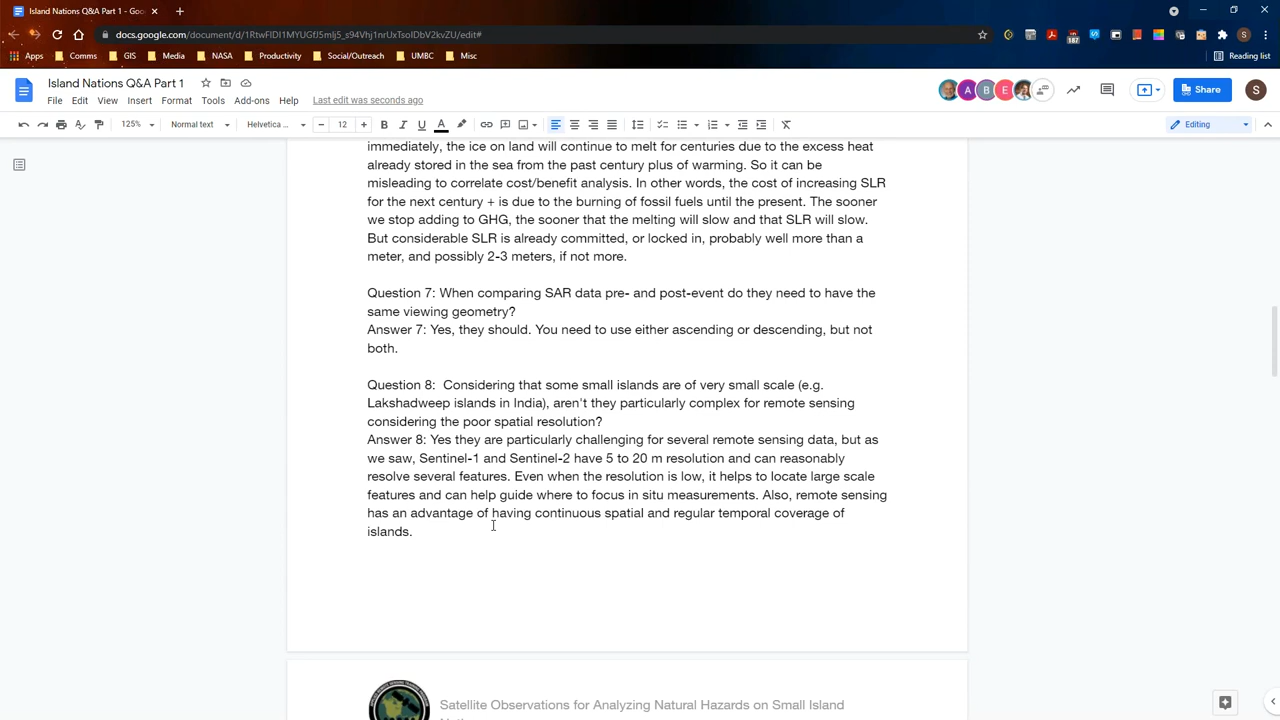 Island Nations Q&A Part 1 - Goo
docs.google.com/document/d/1RtwFlDI1MYUGfJ5mlj5_s94Vhj1nrUxTsoIDbV2kvZU/edit#
Apps Comms GIS Media NASA Productivity Social/Outreach UMBC Misc Reading list
Island Nations Q&A Part 1
File Edit View Insert Format Tools Add-ons Help Last edit was seconds ago
A B E Share S
125% Normal text Helvetica ... 12 B I U A Editing
immediately, the ice on land will continue to melt for centuries due to the excess heat
already stored in the sea from the past century plus of warming. So it can be
misleading to correlate cost/benefit analysis. In other words, the cost of increasing SLR
for the next century + is due to the burning of fossil fuels until the present. The sooner
we stop adding to GHG, the sooner that the melting will slow and that SLR will slow.
But considerable SLR is already committed, or locked in, probably well more than a
meter, and possibly 2-3 meters, if not more.
Question 7: When comparing SAR data pre- and post-event do they need to have the
same viewing geometry?
Answer 7: Yes, they should. You need to use either ascending or descending, but not
both.
Question 8:  Considering that some small islands are of very small scale (e.g.
Lakshadweep islands in India), aren't they particularly complex for remote sensing
considering the poor spatial resolution?
Answer 8: Yes they are particularly challenging for several remote sensing data, but as
we saw, Sentinel-1 and Sentinel-2 have 5 to 20 m resolution and can reasonably
resolve several features. Even when the resolution is low, it helps to locate large scale
features and can help guide where to focus in situ measurements. Also, remote sensing
has an advantage of having continuous spatial and regular temporal coverage of
islands.
Satellite Observations for Analyzing Natural Hazards on Small Island